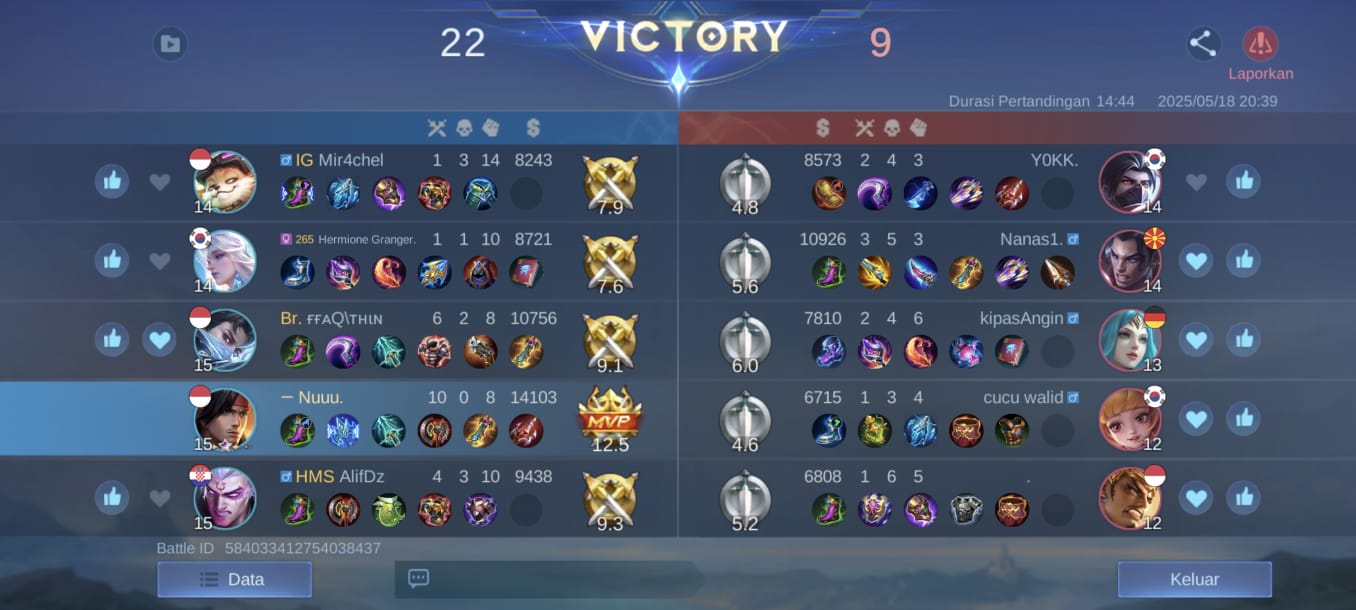 22 VICTORY 9
Laporkan
Durasi Pertandingan 14:44 2025/05/18 20:39
IG Mir4chel 1 3 14 8243
14 7.9
8573 2 4 3 Y0KK.
4.8 14
265 Hermione Granger. 1 1 10 8721
14 7.6
10926 3 5 3 Nanas1.
5.6 14
Br. ғғᴀQ\ᴛʜɩɴ 6 2 8 10756
15 9.1
7810 2 4 6 kipasAngin
6.0 13
— Nuuu. 10 0 8 14103
MVP
15 12.5
6715 1 3 4 cucu walid
4.6 12
HMS AlifDz 4 3 10 9438
15 9.3
6808 1 6 5 .
5.2 12
Battle ID 584033412754038437
Data
Keluar